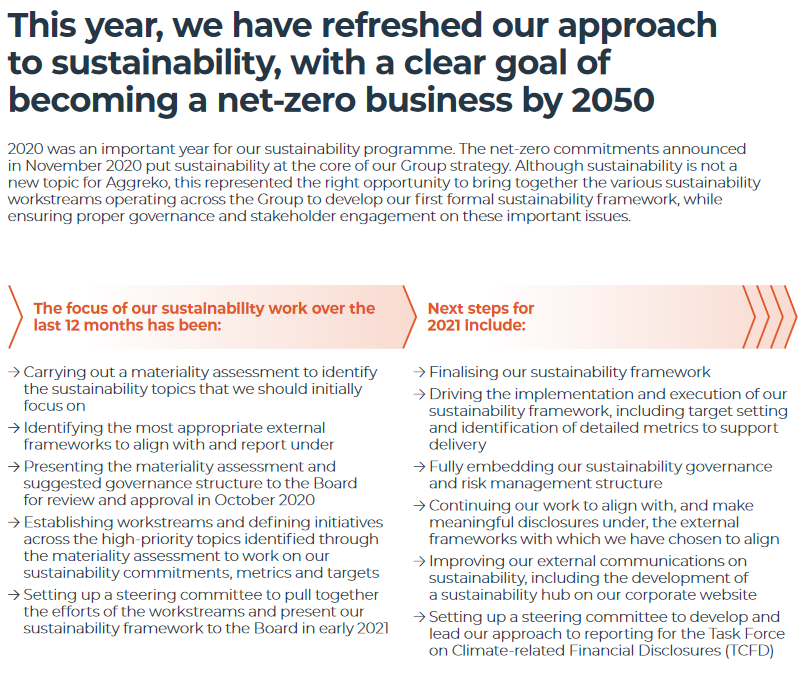 This year, we have refreshed our approach
to sustainability, with a clear goal of
becoming a net-zero business by 2050
2020 was an important year for our sustainability programme. The net-zero commitments announced
in November 2020 put sustainability at the core of our Group strategy. Although sustainability is not a
new topic for Aggreko, this represented the right opportunity to bring together the various sustainability
workstreams operating across the Group to develop our first formal sustainability framework, while
ensuring proper governance and stakeholder engagement on these important issues.
The focus of our sustainability work over the
last 12 months has been:
→ Carrying out a materiality assessment to identify
the sustainability topics that we should initially
focus on
→ Identifying the most appropriate external
frameworks to align with and report under
→ Presenting the materiality assessment and
suggested governance structure to the Board
for review and approval in October 2020
→ Establishing workstreams and defining initiatives
across the high-priority topics identified through
the materiality assessment to work on our
sustainability commitments, metrics and targets
→ Setting up a steering committee to pull together
the efforts of the workstreams and present our
sustainability framework to the Board in early 2021
Next steps for
2021 include:
→ Finalising our sustainability framework
→ Driving the implementation and execution of our
sustainability framework, including target setting
and identification of detailed metrics to support
delivery
→ Fully embedding our sustainability governance
and risk management structure
→ Continuing our work to align with, and make
meaningful disclosures under, the external
frameworks with which we have chosen to align
→ Improving our external communications on
sustainability, including the development of
a sustainability hub on our corporate website
→ Setting up a steering committee to develop and
lead our approach to reporting for the Task Force
on Climate-related Financial Disclosures (TCFD)